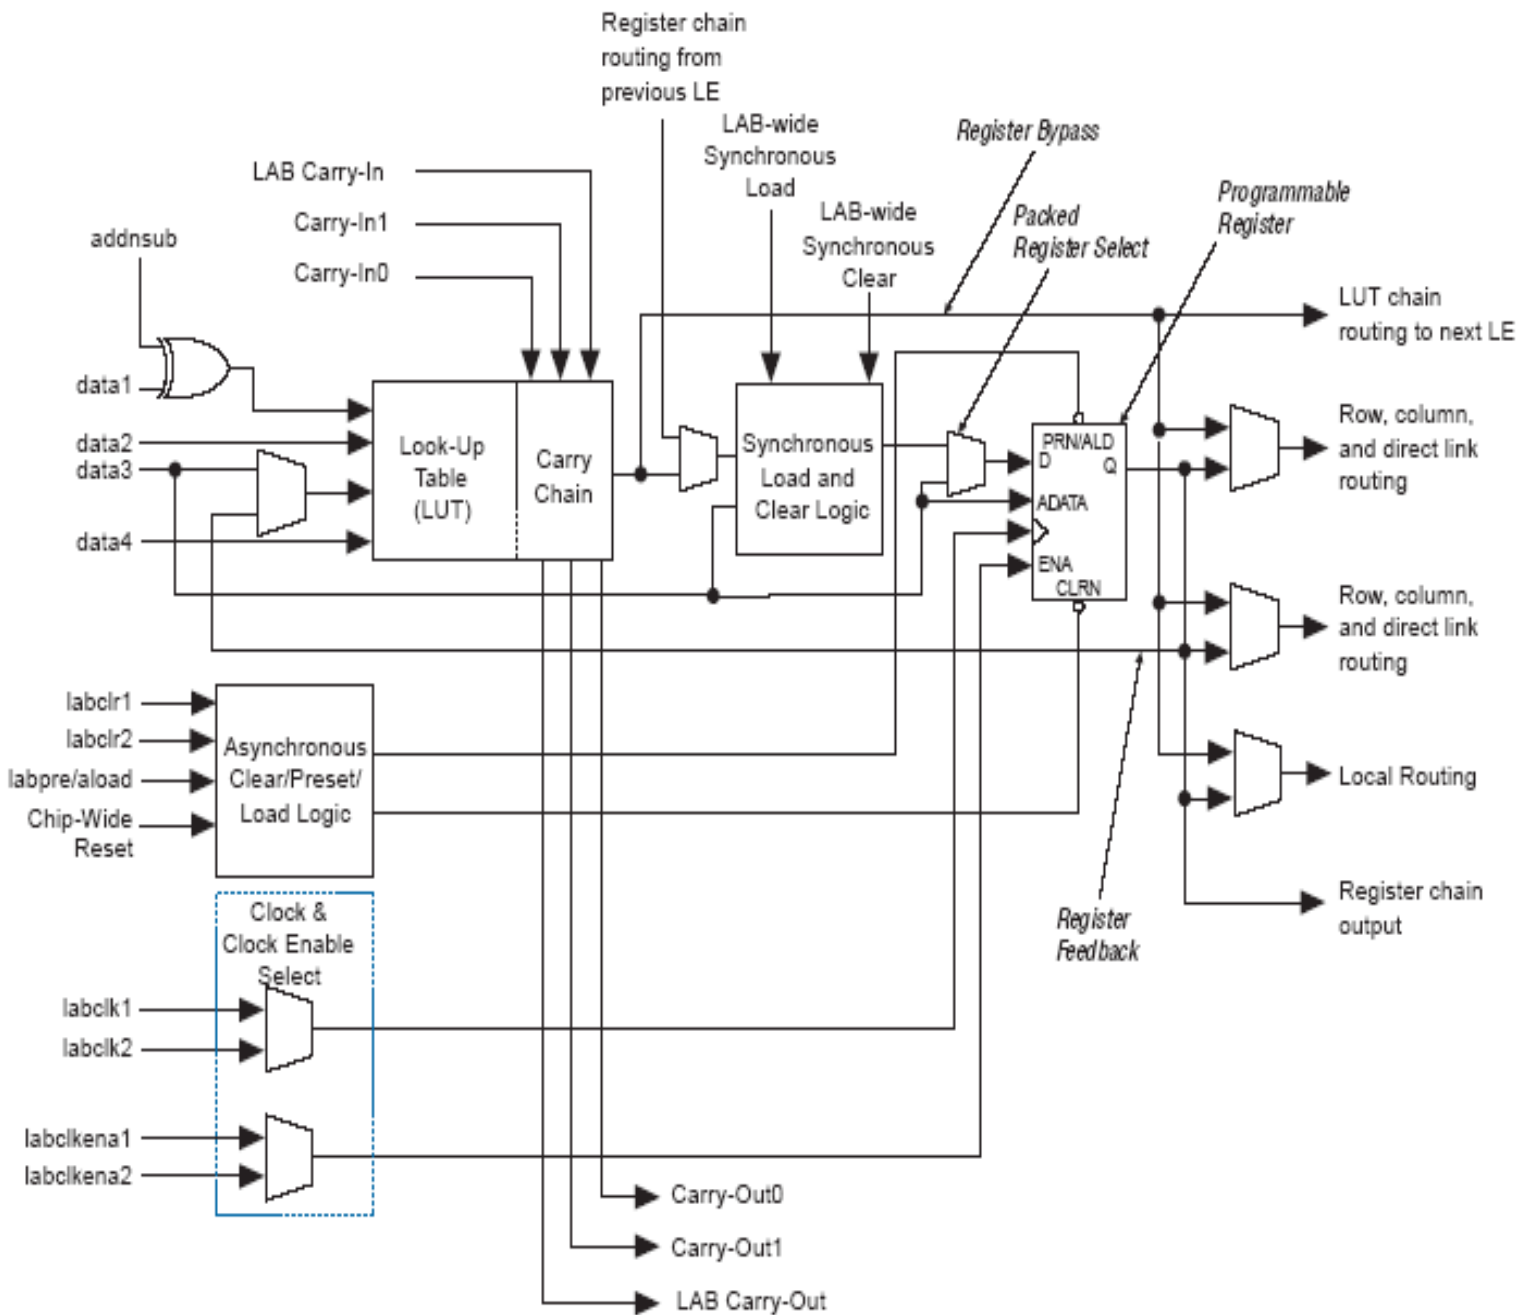 Register chain
routing from
previous LE
LAB-wide
Synchronous
Load
Register Bypass
LAB Carry-In
Programmable
Register
Packed
Register Select
LAB-wide
Synchronous
Clear
Carry-In1
addnsub
Carry-In0
LUT chain
routing to next LE
data1
data2
data3
data4
Look-Up
Table
(LUT)
Carry
Chain
Synchronous
Load and
Clear Logic
PRN/ALD
D
Q
ADATA
ENA
CLRN
Row, column,
and direct link
routing
Row, column,
and direct link
routing
labclr1
labclr2
labpre/aload
Chip-Wide
Reset
Asynchronous
Clear/Preset/
Load Logic
Local Routing
Register chain
output
Register
Feedback
Clock &
Clock Enable
Select
labclk1
labclk2
labclkena1
labclkena2
Carry-Out0
Carry-Out1
LAB Carry-Out